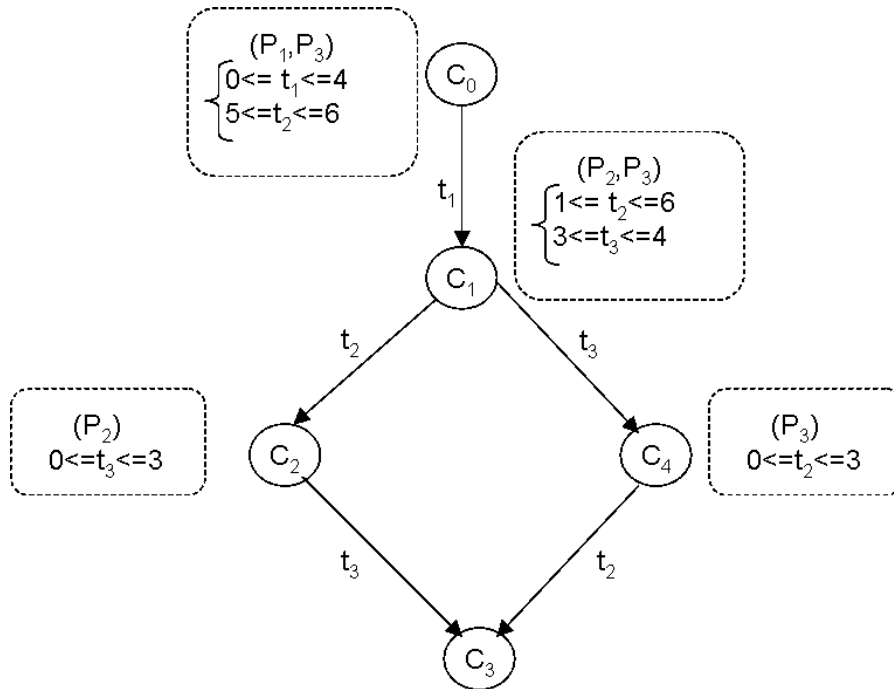 (P₁,P₃)
0<= t₁<=4
5<=t₂<=6
C₀
t₁
(P₂,P₃)
1<= t₂<=6
3<=t₃<=4
C₁
t₂
t₃
(P₂)
0<=t₃<=3
C₂
C₄
(P₃)
0<=t₂<=3
t₃
t₂
C₃